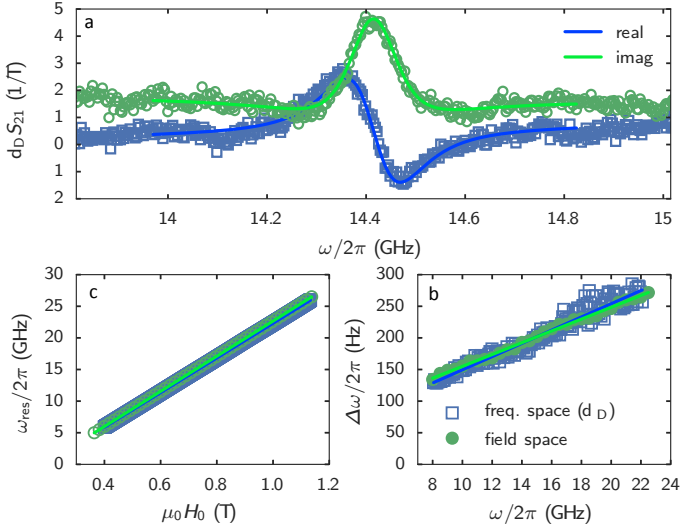 5
4
3
2
1
0
1
2
d_D S_21 (1/T)
a
real
imag
14 14.2 14.4 14.6 14.8 15
ω/2π (GHz)
30
25
20
15
10
5
0
ω_res/2π (GHz)
c
0.4 0.6 0.8 1.0 1.2
μ_0H_0 (T)
300
200
100
0
Δω/2π (Hz)
b
freq. space (d_D)
field space
8 10 12 14 16 18 20 22 24
ω/2π (GHz)